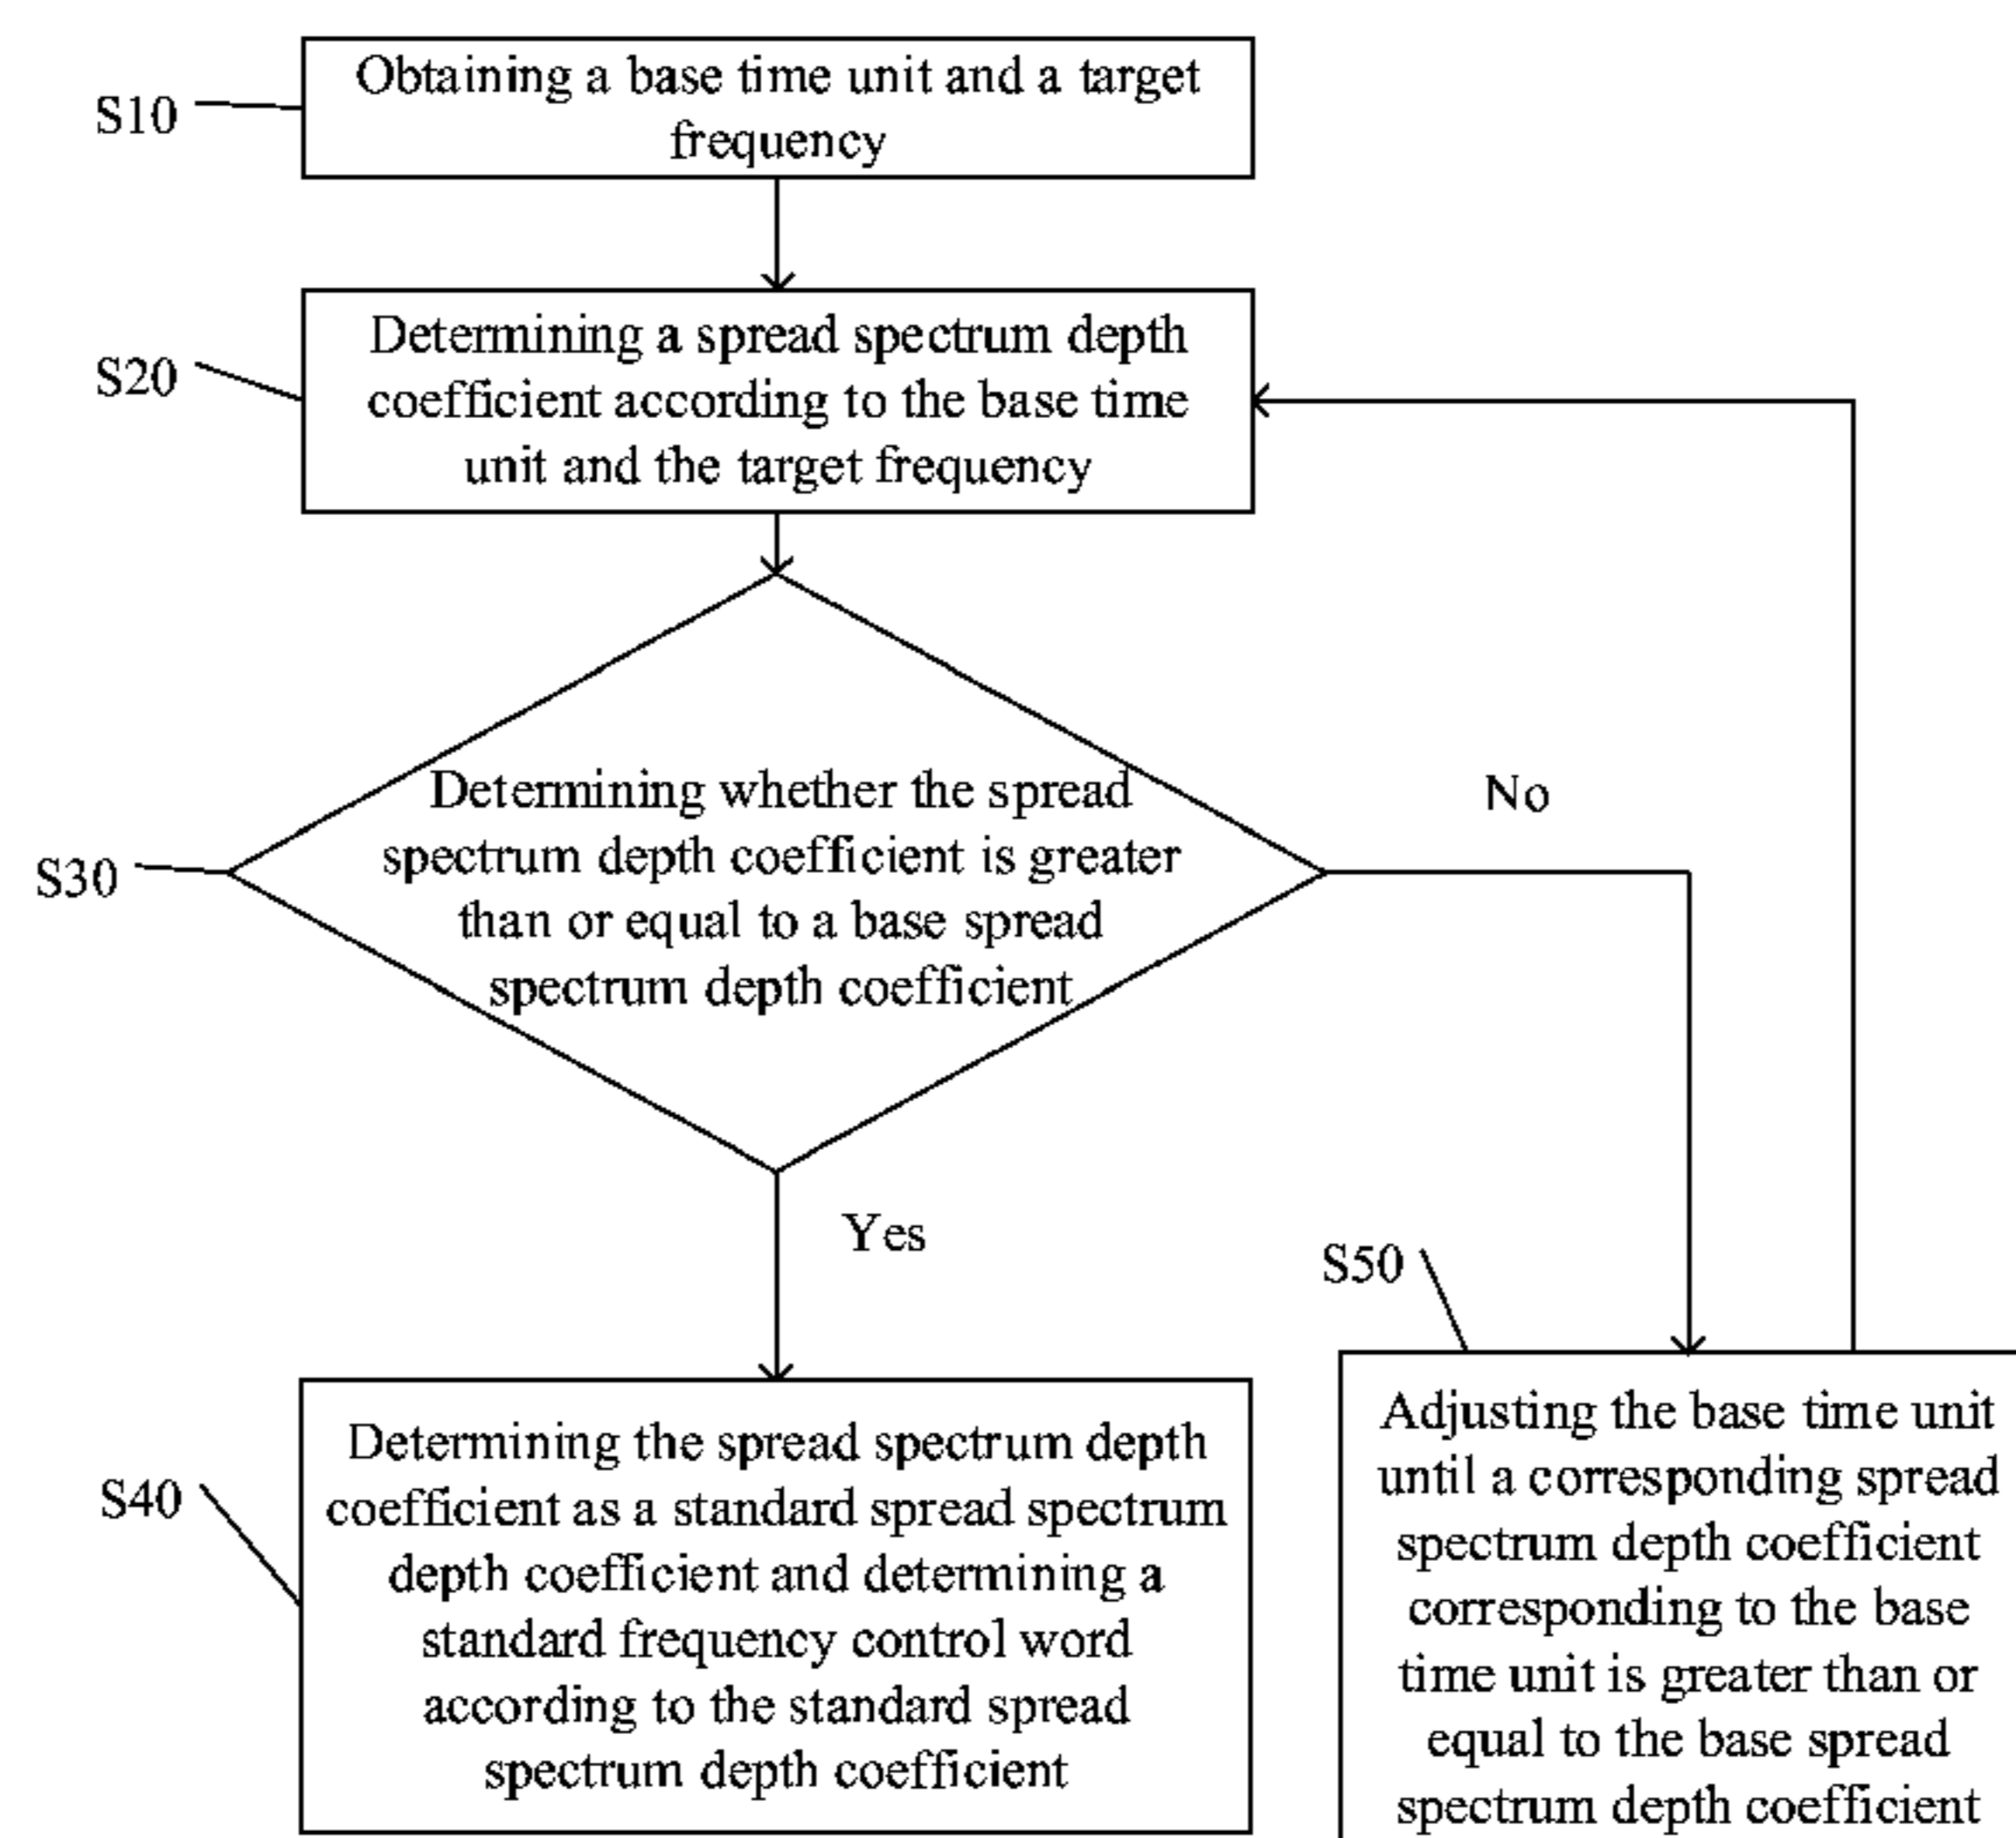 S10
Obtaining a base time unit and a target
frequency
S20
Determining a spread spectrum depth
coefficient according to the base time
unit and the target frequency
S30
Determining whether the spread
spectrum depth coefficient is greater
than or equal to a base spread
spectrum depth coefficient
No
Yes
S40
Determining the spread spectrum depth
coefficient as a standard spread spectrum
depth coefficient and determining a
standard frequency control word
according to the standard spread
spectrum depth coefficient
S50
Adjusting the base time unit
until a corresponding spread
spectrum depth coefficient
corresponding to the base
time unit is greater than or
equal to the base spread
spectrum depth coefficient